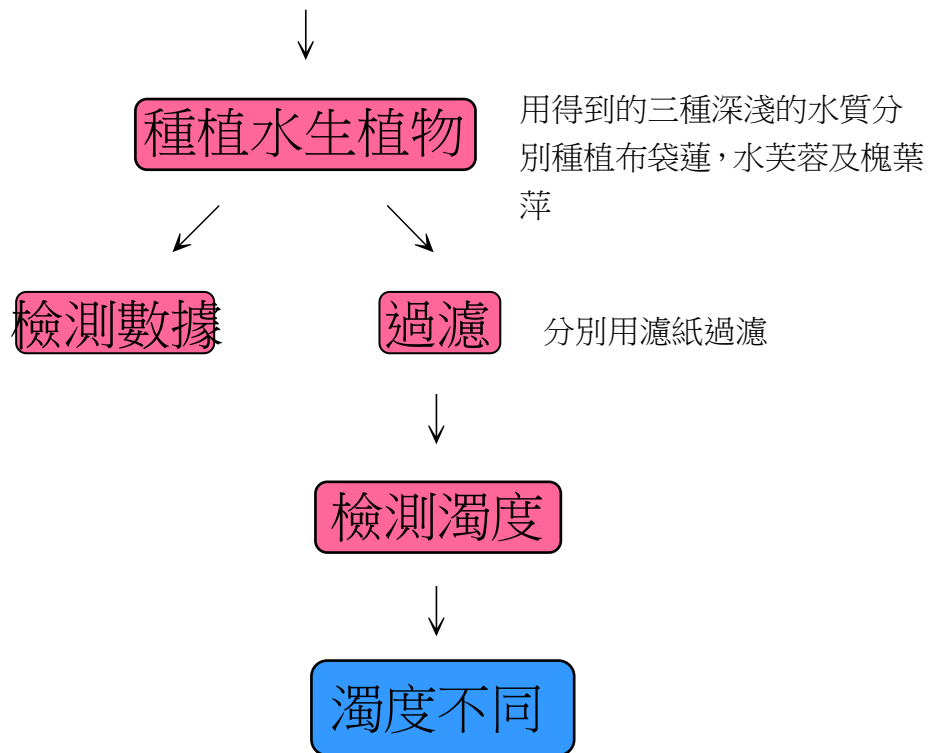 種植水生植物
用得到的三種深淺的水質分
別種植布袋蓮，水芙蓉及槐葉
萍
檢測數據
過濾
分別用濾紙過濾
檢測濁度
濁度不同